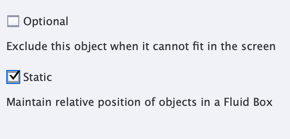 Optional
Exclude this object when it cannot fit in the screen
Static
Maintain relative position of objects in a Fluid Box